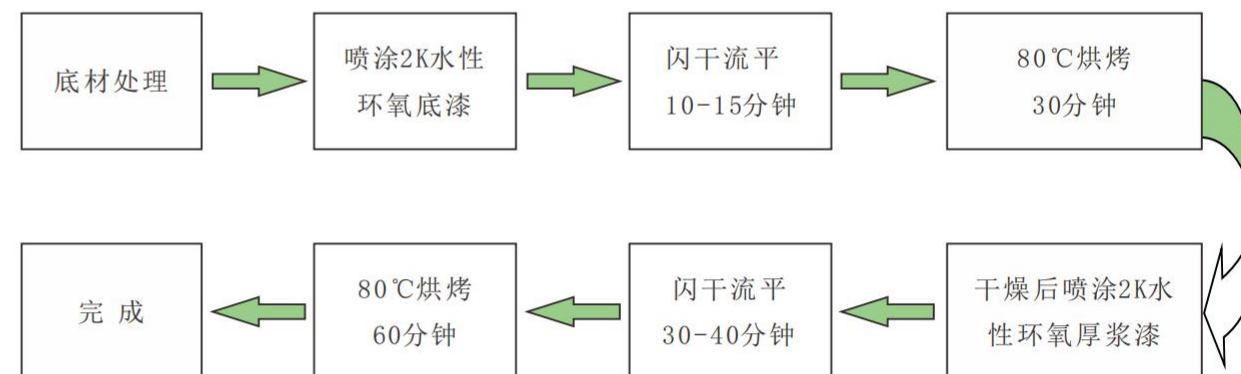 底材处理
喷涂2K水性
环氧底漆
闪干流平
10-15分钟
80℃烘烤
30分钟
干燥后喷涂2K水
性环氧厚浆漆
闪干流平
30-40分钟
80℃烘烤
60分钟
完 成